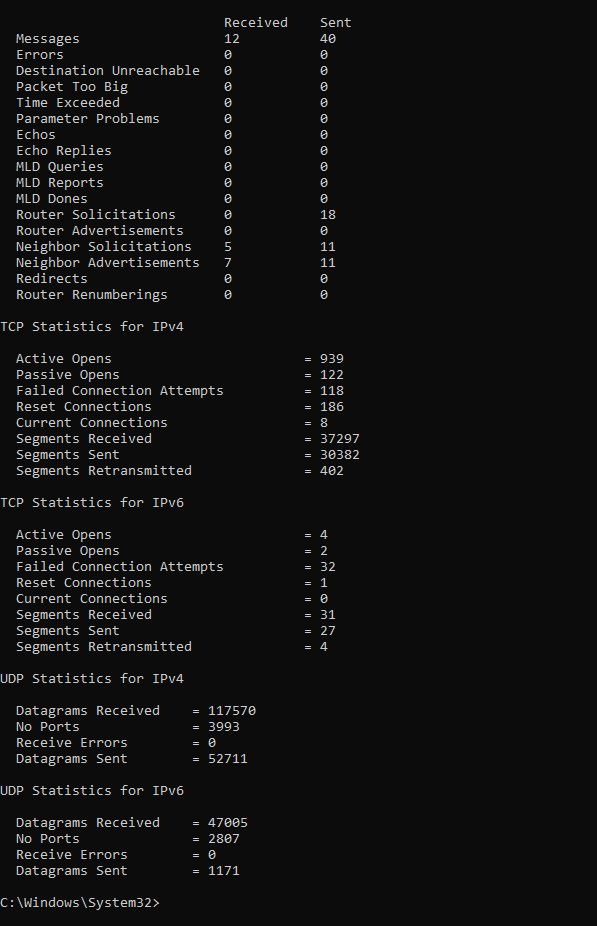 Received    Sent
  Messages                  12          40
  Errors                    0           0
  Destination Unreachable   0           0
  Packet Too Big            0           0
  Time Exceeded             0           0
  Parameter Problems        0           0
  Echos                     0           0
  Echo Replies              0           0
  MLD Queries               0           0
  MLD Reports               0           0
  MLD Dones                 0           0
  Router Solicitations      0           18
  Router Advertisements     0           0
  Neighbor Solicitations    5           11
  Neighbor Advertisements   7           11
  Redirects                 0           0
  Router Renumberings       0           0

TCP Statistics for IPv4

  Active Opens                        = 939
  Passive Opens                       = 122
  Failed Connection Attempts          = 118
  Reset Connections                   = 186
  Current Connections                 = 8
  Segments Received                   = 37297
  Segments Sent                       = 30382
  Segments Retransmitted              = 402

TCP Statistics for IPv6

  Active Opens                        = 4
  Passive Opens                       = 2
  Failed Connection Attempts          = 32
  Reset Connections                   = 1
  Current Connections                 = 0
  Segments Received                   = 31
  Segments Sent                       = 27
  Segments Retransmitted              = 4

UDP Statistics for IPv4

  Datagrams Received    = 117570
  No Ports              = 3993
  Receive Errors        = 0
  Datagrams Sent        = 52711

UDP Statistics for IPv6

  Datagrams Received    = 47005
  No Ports              = 2807
  Receive Errors        = 0
  Datagrams Sent        = 1171

C:\Windows\System32>